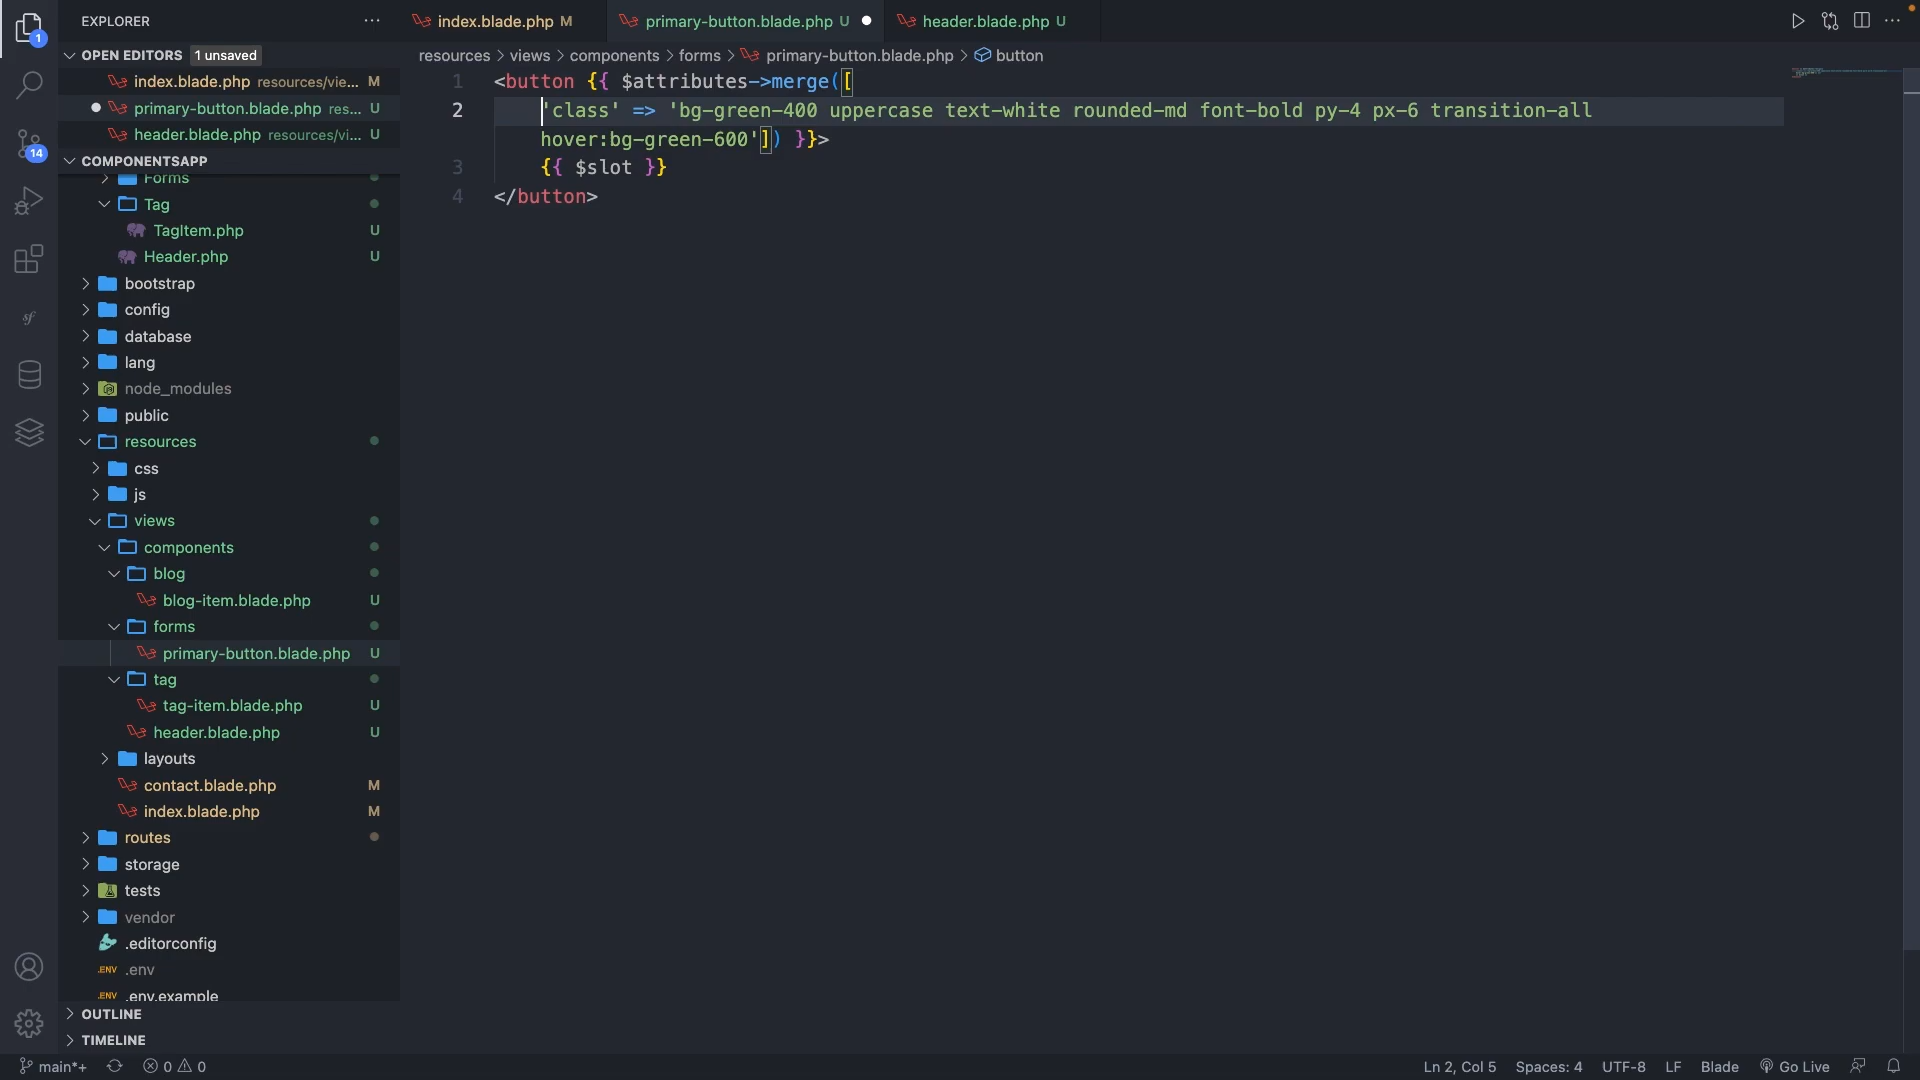 EXPLORER
index.blade.php M
primary-button.blade.php U
header.blade.php U
OPEN EDITORS 1 unsaved
index.blade.php resources/vie... M
primary-button.blade.php res... U
header.blade.php resources/vi... U
COMPONENTSAPP
Forms
Tag
TagItem.php U
Header.php U
bootstrap
config
database
lang
node_modules
public
resources
css
js
views
components
blog
blog-item.blade.php U
forms
primary-button.blade.php U
tag
tag-item.blade.php U
header.blade.php U
layouts
contact.blade.php M
index.blade.php M
routes
storage
tests
vendor
.editorconfig
.ENV .env
.ENV .env.example
OUTLINE
TIMELINE
1
14
sf
resources > views > components > forms > primary-button.blade.php > button
1 <button {{ $attributes->merge([
2 'class' => 'bg-green-400 uppercase text-white rounded-md font-bold py-4 px-6 transition-all
hover:bg-green-600']) }}>
3 {{ $slot }}
4 </button>
main*+ 0 0 Ln 2, Col 5 Spaces: 4 UTF-8 LF Blade Go Live